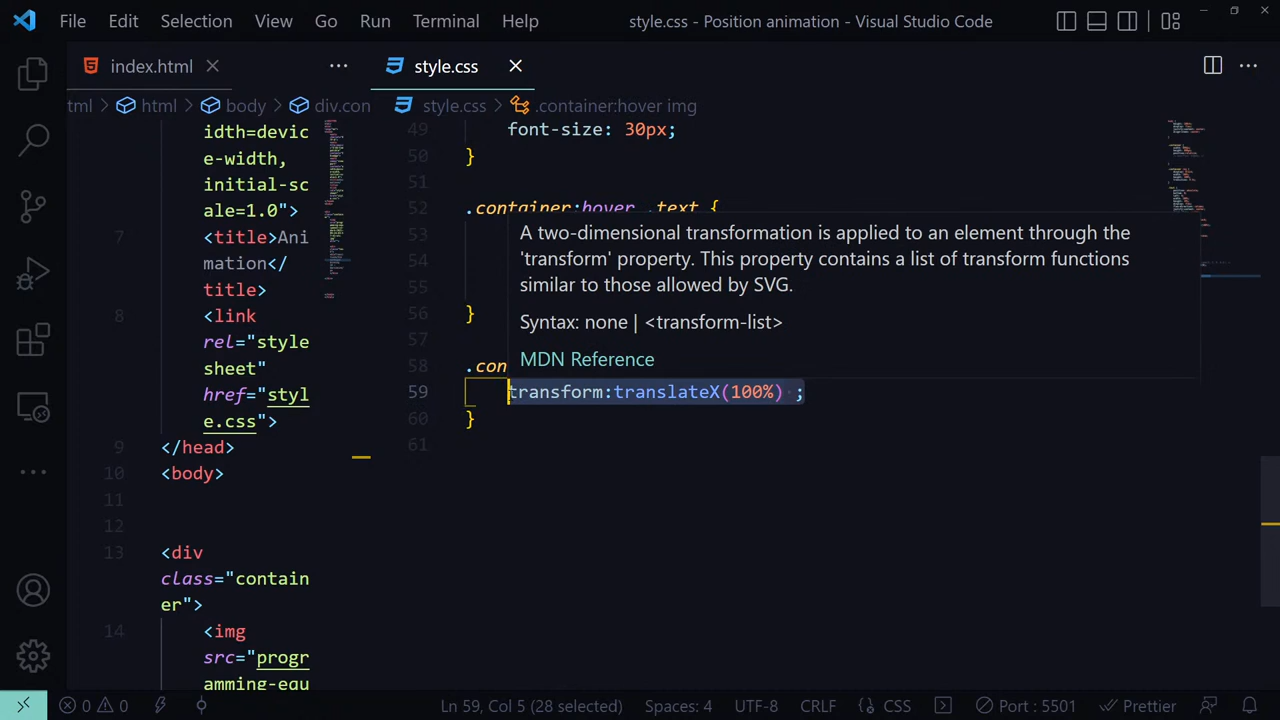 File Edit Selection View Go Run Terminal Help style.css - Position animation - Visual Studio Code
index.html
style.css
tml > html > body > div.con
style.css > .container:hover img
idth=devic
e-width,
initial-sc
ale=1.0">
7 <title>Ani
mation</
title>
8 <link
rel="style
sheet"
href="styl
e.css">
9 </head>
10 <body>
11
12
13 <div
class="contain
er">
14 <img
src="progr
amming-equ
49 font-size: 30px;
50 }
51
52 .container:hover .text {
53
54
55
56 }
57
58 .con
59 transform:translateX(100%) ;
60 }
61
A two-dimensional transformation is applied to an element through the
'transform' property. This property contains a list of transform functions
similar to those allowed by SVG.
Syntax: none | <transform-list>
MDN Reference
0 0 Ln 59, Col 5 (28 selected) Spaces: 4 UTF-8 CRLF CSS Port : 5501 Prettier